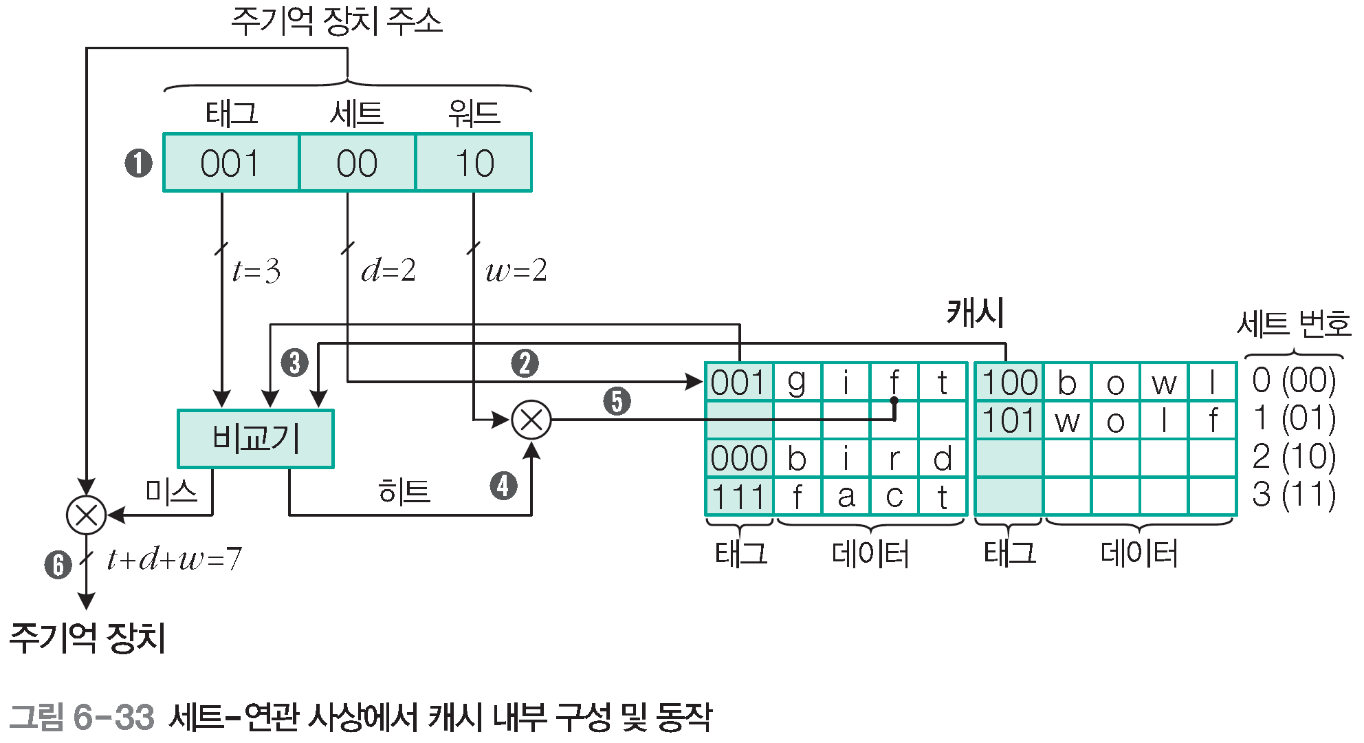 주기억 장치 주소
태그 세트 워드
❶ 001 00 10
t=3 d=2 w=2
캐시
세트 번호
❸ ❷ 001 g i f t 100 b o w l 0 (00)
❺ 101 w o l f 1 (01)
비교기 000 b i r d 2 (10)
미스 히트 ❹ 111 f a c t 3 (11)
태그 데이터 태그 데이터
❻ t+d+w=7
주기억 장치
그림 6-33 세트-연관 사상에서 캐시 내부 구성 및 동작